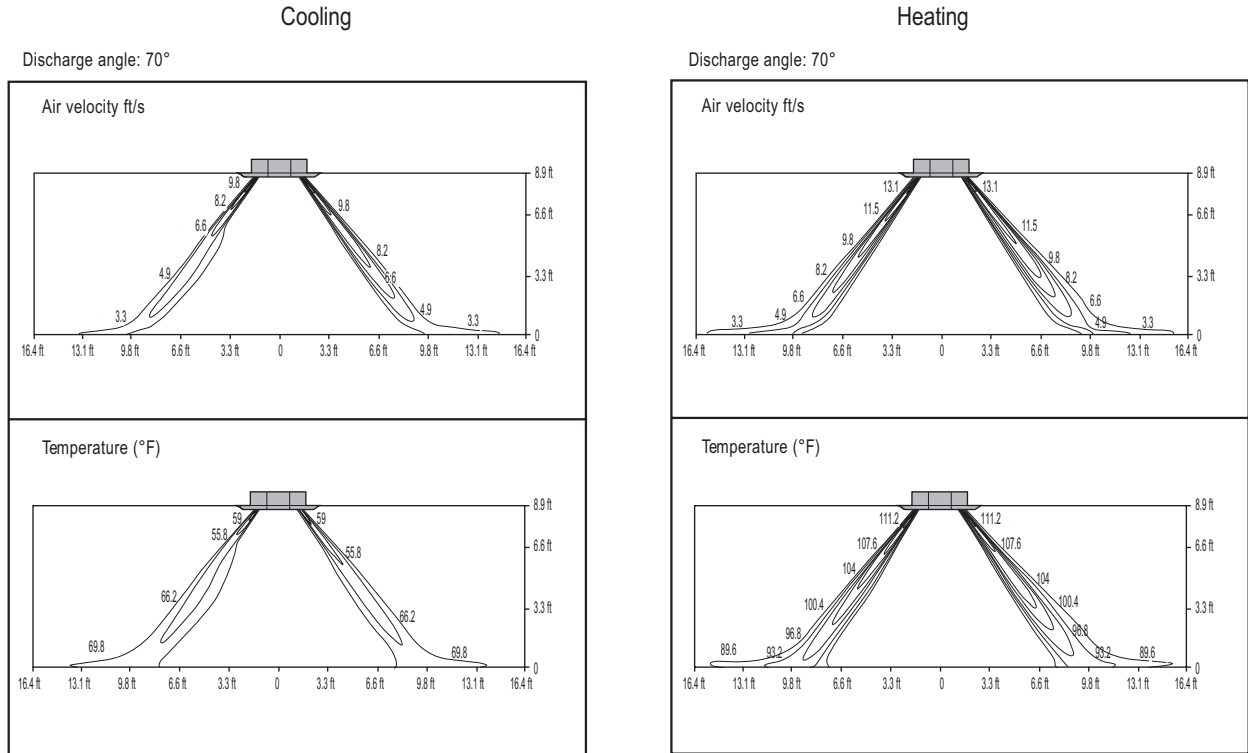 Cooling
Discharge angle: 70°
Air velocity ft/s
9.8
8.2
6.6
4.9
3.3
9.8
8.2
6.6
4.9
3.3
8.9 ft
6.6 ft
3.3 ft
0
16.4 ft 13.1 ft 9.8 ft 6.6 ft 3.3 ft 0 3.3 ft 6.6 ft 9.8 ft 13.1 ft 16.4 ft
Temperature (°F)
59
55.8
66.2
69.8
59
55.8
66.2
69.8
8.9 ft
6.6 ft
3.3 ft
0
16.4 ft 13.1 ft 9.8 ft 6.6 ft 3.3 ft 0 3.3 ft 6.6 ft 9.8 ft 13.1 ft 16.4 ft
Heating
Discharge angle: 70°
Air velocity ft/s
13.1
11.5
9.8
8.2
6.6
4.9
3.3
13.1
11.5
9.8
8.2
6.6
4.9
3.3
8.9 ft
6.6 ft
3.3 ft
0
16.4 ft 13.1 ft 9.8 ft 6.6 ft 3.3 ft 0 3.3 ft 6.6 ft 9.8 ft 13.1 ft 16.4 ft
Temperature (°F)
111.2
107.6
104
100.4
96.8
93.2
89.6
111.2
107.6
104
100.4
96.8
93.2
89.6
8.9 ft
6.6 ft
3.3 ft
0
16.4 ft 13.1 ft 9.8 ft 6.6 ft 3.3 ft 0 3.3 ft 6.6 ft 9.8 ft 13.1 ft 16.4 ft